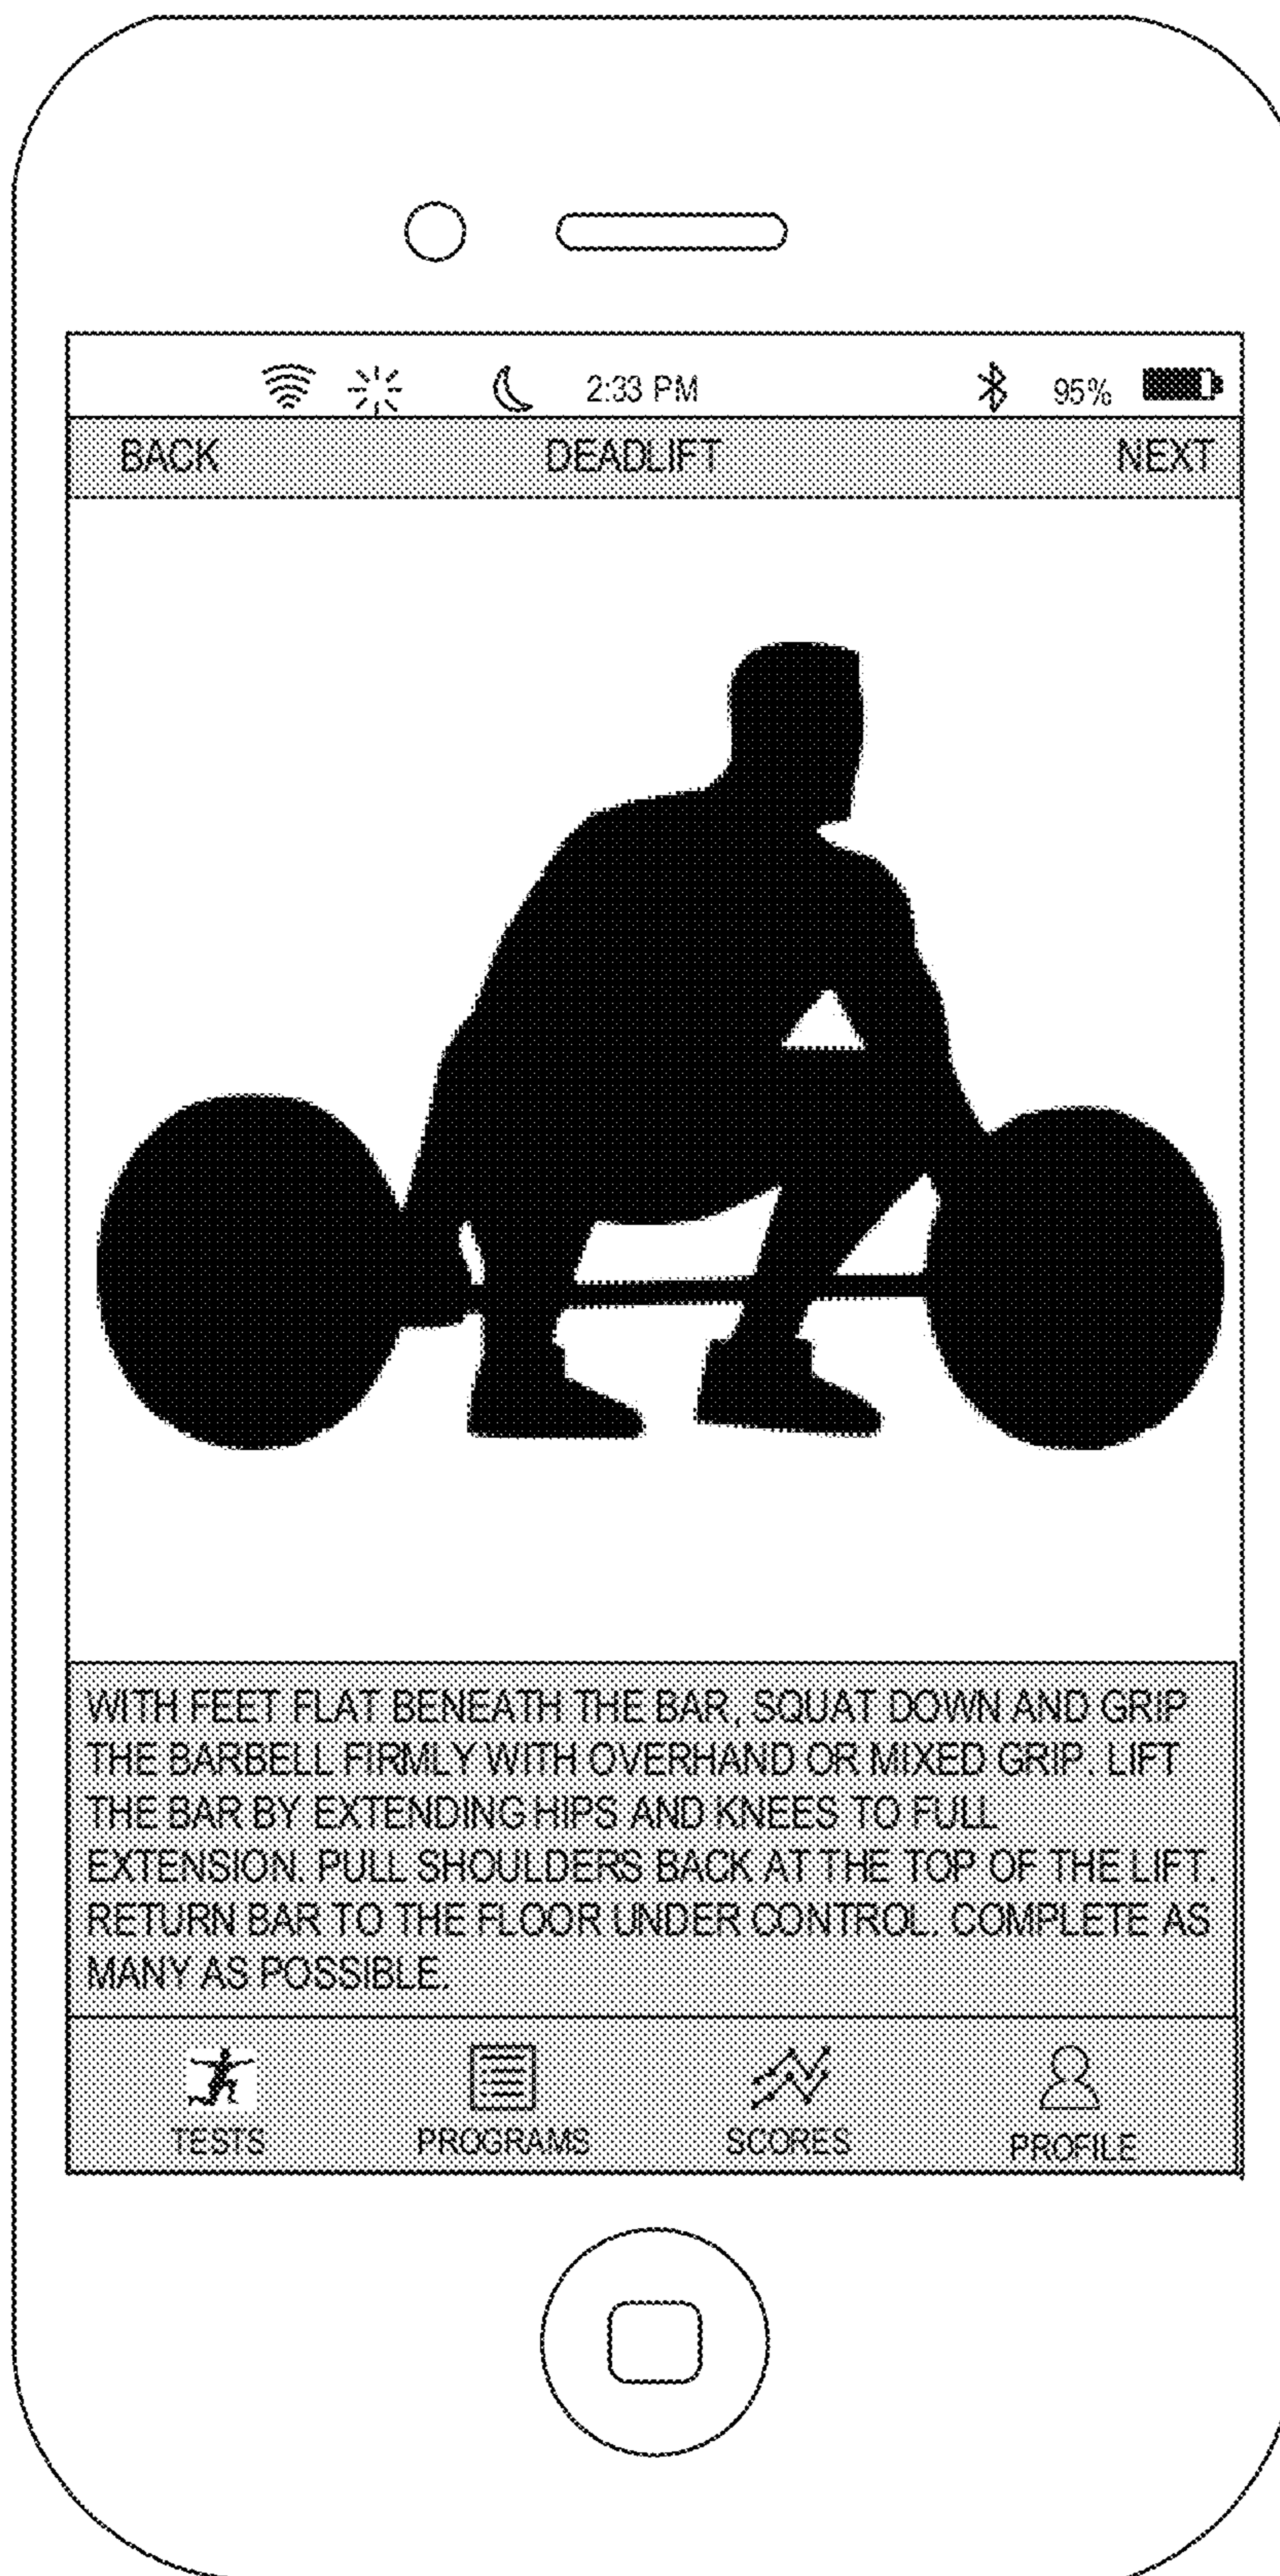 2:33 PM 95%
BACK DEADLIFT NEXT
WITH FEET FLAT BENEATH THE BAR, SQUAT DOWN AND GRIP
THE BARBELL FIRMLY WITH OVERHAND OR MIXED GRIP. LIFT
THE BAR BY EXTENDING HIPS AND KNEES TO FULL
EXTENSION. PULL SHOULDERS BACK AT THE TOP OF THE LIFT.
RETURN BAR TO THE FLOOR UNDER CONTROL. COMPLETE AS
MANY AS POSSIBLE.
TESTS PROGRAMS SCORES PROFILE